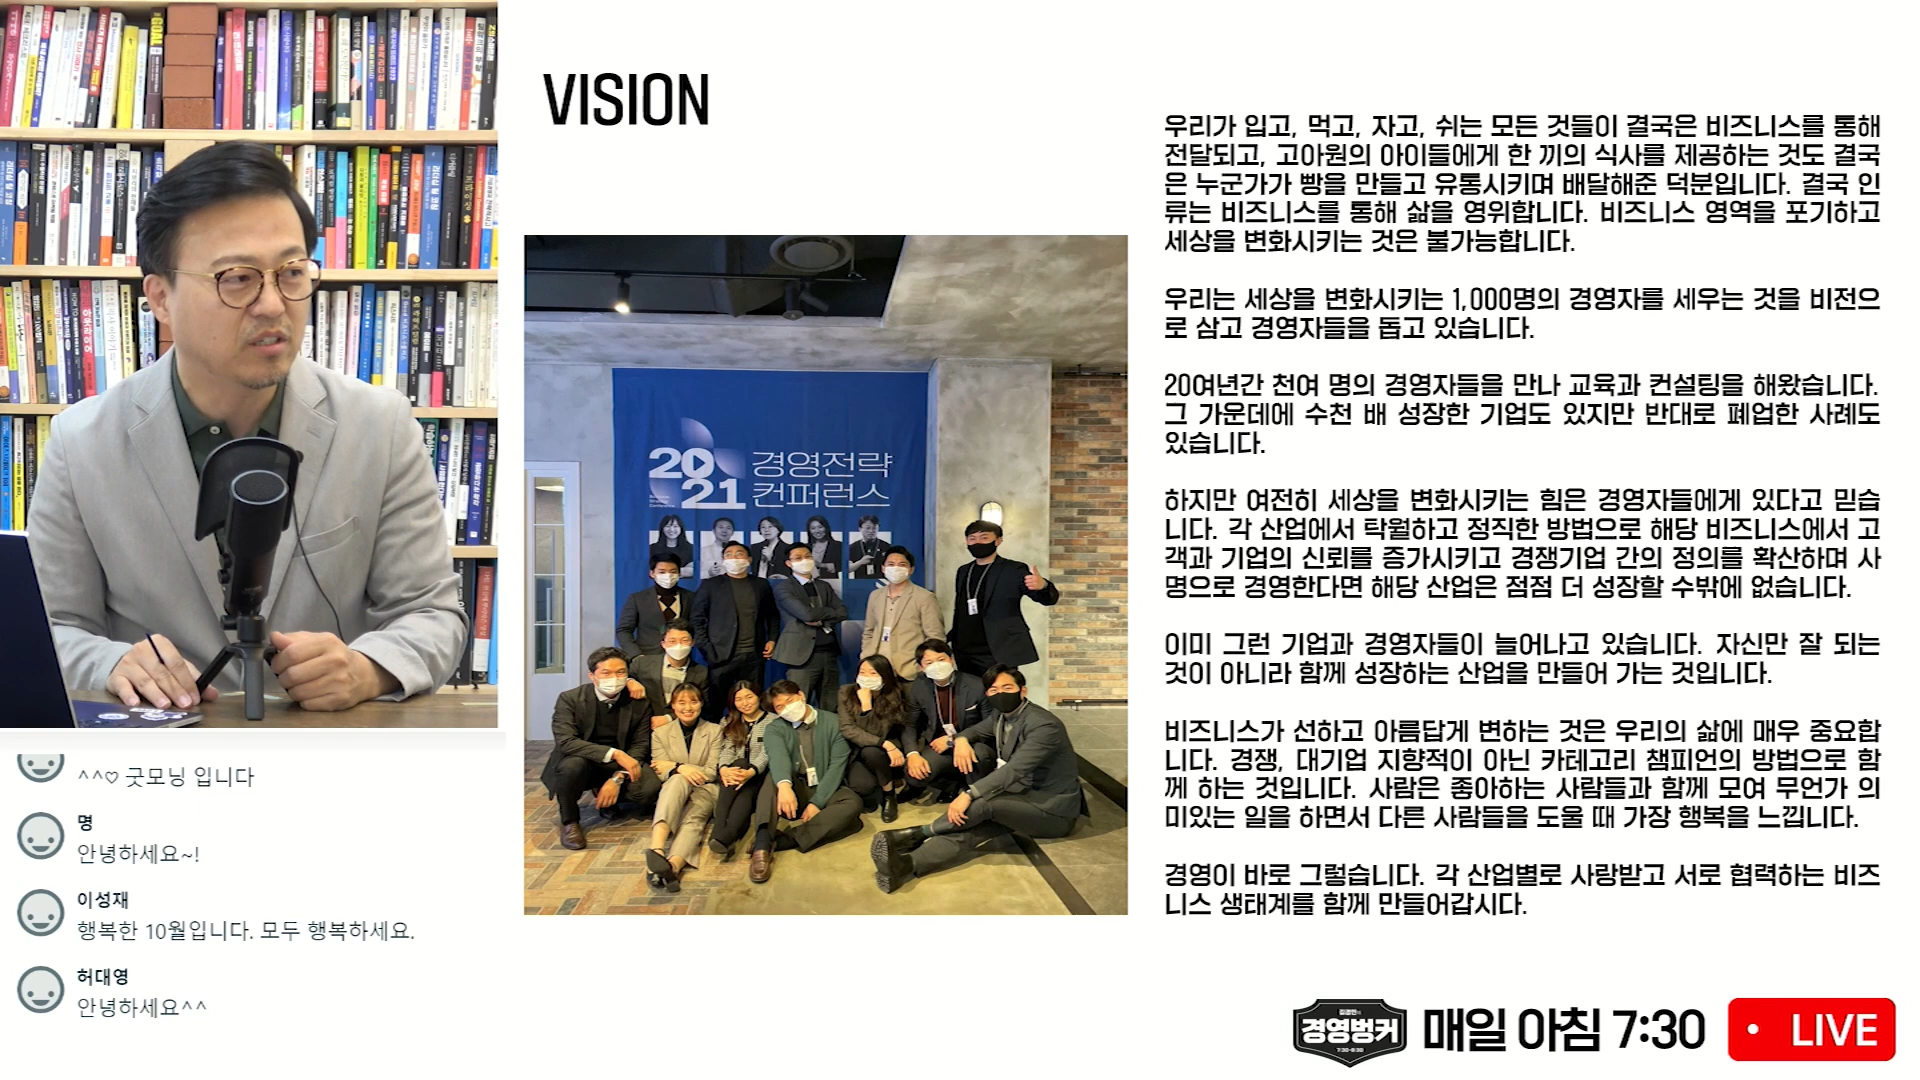 GOAL
아웃라이어
VISION
2021 경영전략
컨퍼런스
우리가 입고, 먹고, 자고, 쉬는 모든 것들이 결국은 비즈니스를 통해
전달되고, 고아원의 아이들에게 한 끼의 식사를 제공하는 것도 결국
은 누군가가 빵을 만들고 유통시키며 배달해준 덕분입니다. 결국 인
류는 비즈니스를 통해 삶을 영위합니다. 비즈니스 영역을 포기하고
세상을 변화시키는 것은 불가능합니다.
우리는 세상을 변화시키는 1,000명의 경영자를 세우는 것을 비전으
로 삼고 경영자들을 돕고 있습니다.
20여년간 천여 명의 경영자들을 만나 교육과 컨설팅을 해왔습니다.
그 가운데에 수천 배 성장한 기업도 있지만 반대로 폐업한 사례도
있습니다.
하지만 여전히 세상을 변화시키는 힘은 경영자들에게 있다고 믿습
니다. 각 산업에서 탁월하고 정직한 방법으로 해당 비즈니스에서 고
객과 기업의 신뢰를 증가시키고 경쟁기업 간의 정의를 확산하며 사
명으로 경영한다면 해당 산업은 점점 더 성장할 수밖에 없습니다.
이미 그런 기업과 경영자들이 늘어나고 있습니다. 자신만 잘 되는
것이 아니라 함께 성장하는 산업을 만들어 가는 것입니다.
비즈니스가 선하고 아름답게 변하는 것은 우리의 삶에 매우 중요합
니다. 경쟁, 대기업 지향적이 아닌 카테고리 챔피언의 방법으로 함
께 하는 것입니다. 사람은 좋아하는 사람들과 함께 모여 무언가 의
미있는 일을 하면서 다른 사람들을 도울 때 가장 행복을 느낍니다.
경영이 바로 그렇습니다. 각 산업별로 사랑받고 서로 협력하는 비즈
니스 생태계를 함께 만들어갑시다.
^^♡ 굿모닝 입니다
명
안녕하세요~!
이성재
행복한 10월입니다. 모두 행복하세요.
허대영
안녕하세요^^
경영벙커
7:30-8:30
매일 아침 7:30
LIVE